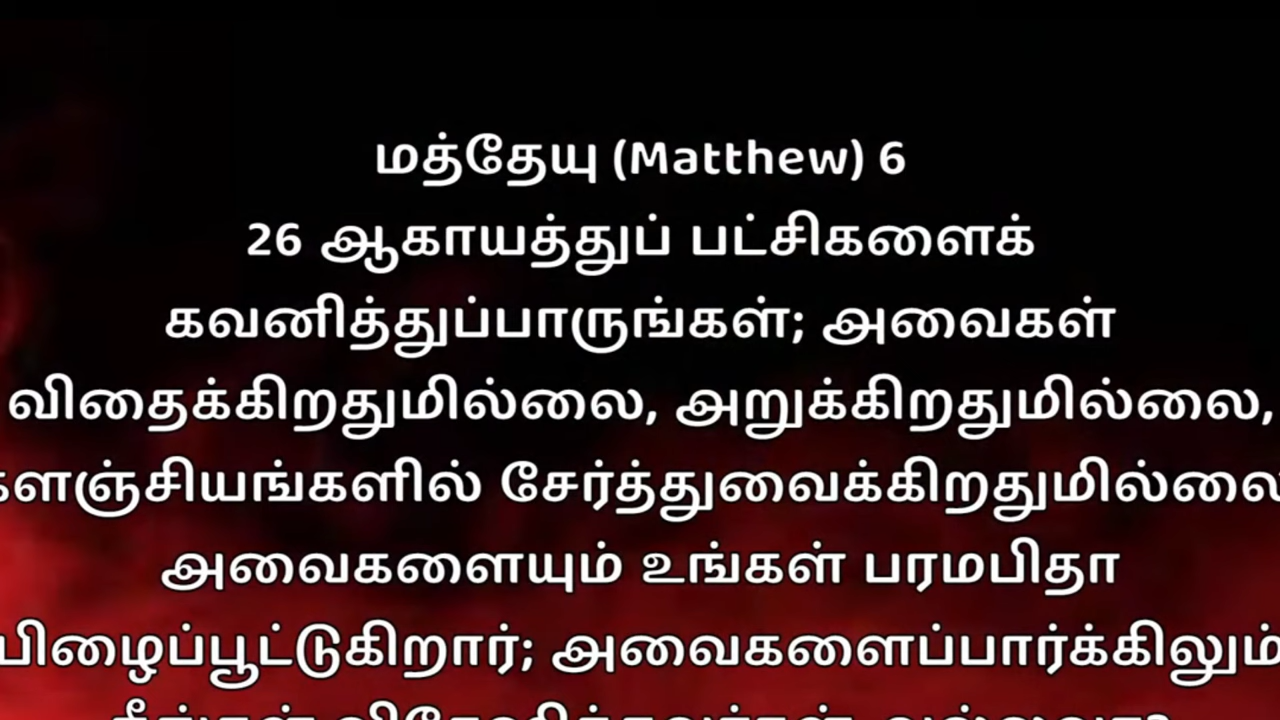 மத்தேயு (Matthew) 6
26 ஆகாயத்துப் பட்சிகளைக்
கவனித்துப்பாருங்கள்; அவைகள்
விதைக்கிறதுமில்லை, அறுக்கிறதுமில்லை,
களஞ்சியங்களில் சேர்த்துவைக்கிறதுமில்லை
அவைகளையும் உங்கள் பரமபிதா
பிழைப்பூட்டுகிறார்; அவைகளைப்பார்க்கிலும்